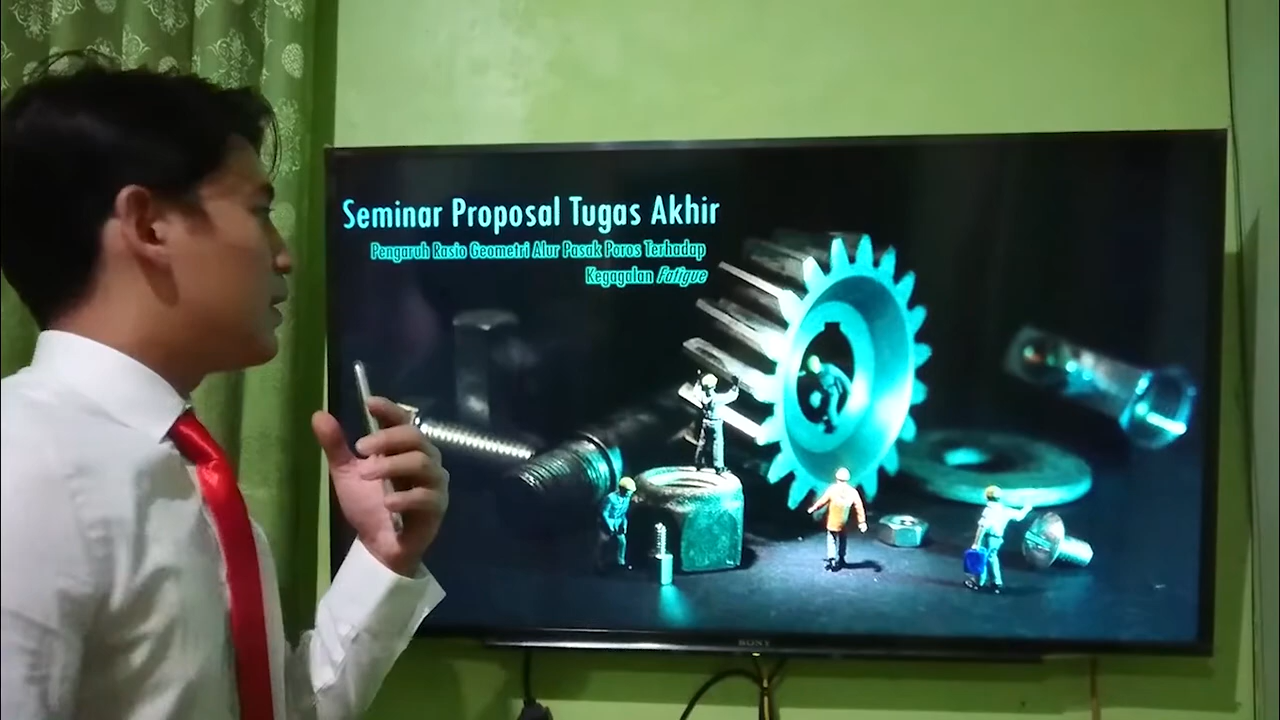 Seminar Proposal Tugas Akhir
Pengaruh Rasio Geometri Alur Pasak Poros Terhadap
Kegagalan Fatigue
SONY